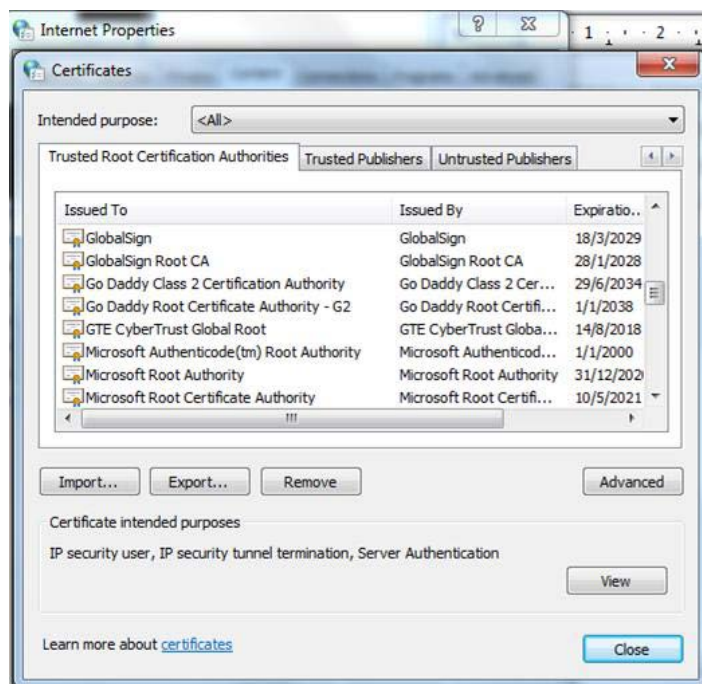 Internet Properties
1 · 2
Certificates
Intended purpose: <All>
Trusted Root Certification Authorities Trusted Publishers Untrusted Publishers
Issued To Issued By Expiratio...
GlobalSign GlobalSign 18/3/2029
GlobalSign Root CA GlobalSign Root CA 28/1/2028
Go Daddy Class 2 Certification Authority Go Daddy Class 2 Cer... 29/6/2034
Go Daddy Root Certificate Authority - G2 Go Daddy Root Certifi... 1/1/2038
GTE CyberTrust Global Root GTE CyberTrust Globa... 14/8/2018
Microsoft Authenticode(tm) Root Authority Microsoft Authenticod... 1/1/2000
Microsoft Root Authority Microsoft Root Authority 31/12/202
Microsoft Root Certificate Authority Microsoft Root Certifi... 10/5/2021
Import... Export... Remove Advanced
Certificate intended purposes
IP security user, IP security tunnel termination, Server Authentication
View
Learn more about certificates
Close